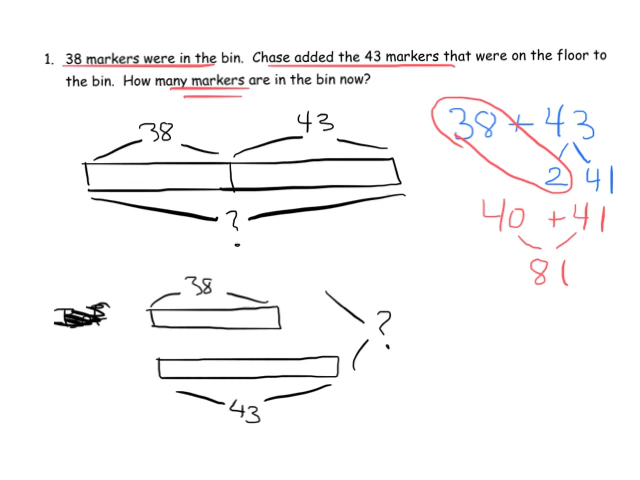 1. 38 markers were in the bin. Chase added the 43 markers that were on the floor to
the bin. How many markers are in the bin now?
38 43
38 + 43
2 41
?
40 + 41
81
38
?
43